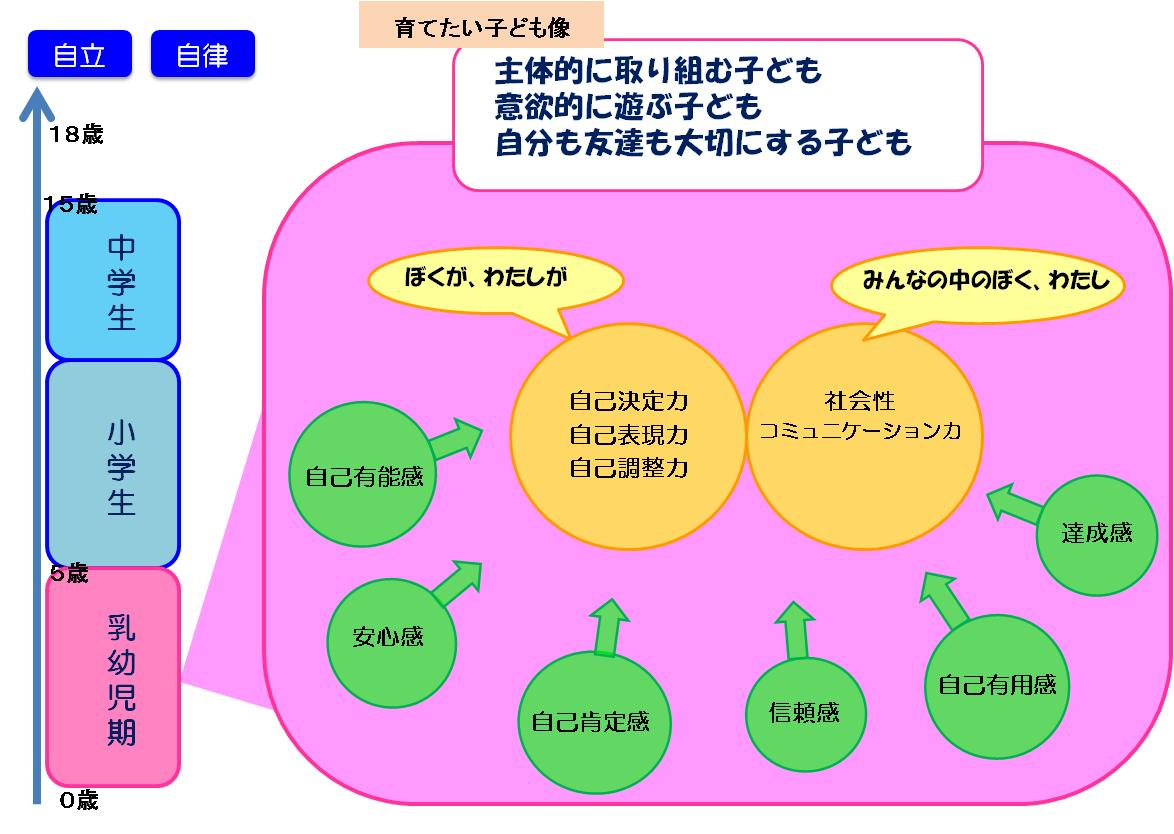 育てたい子ども像
自立
自律
主体的に取り組む子ども
意欲的に遊ぶ子ども
自分も友達も大切にする子ども
18歳
15歳
中学生
小学生
5歳
乳幼児期
0歳
ぼくが、わたしが
みんなの中のぼく、わたし
自己決定力
自己表現力
自己調整力
社会性
コミュニケーション力
自己有能感
安心感
自己肯定感
信頼感
自己有用感
達成感